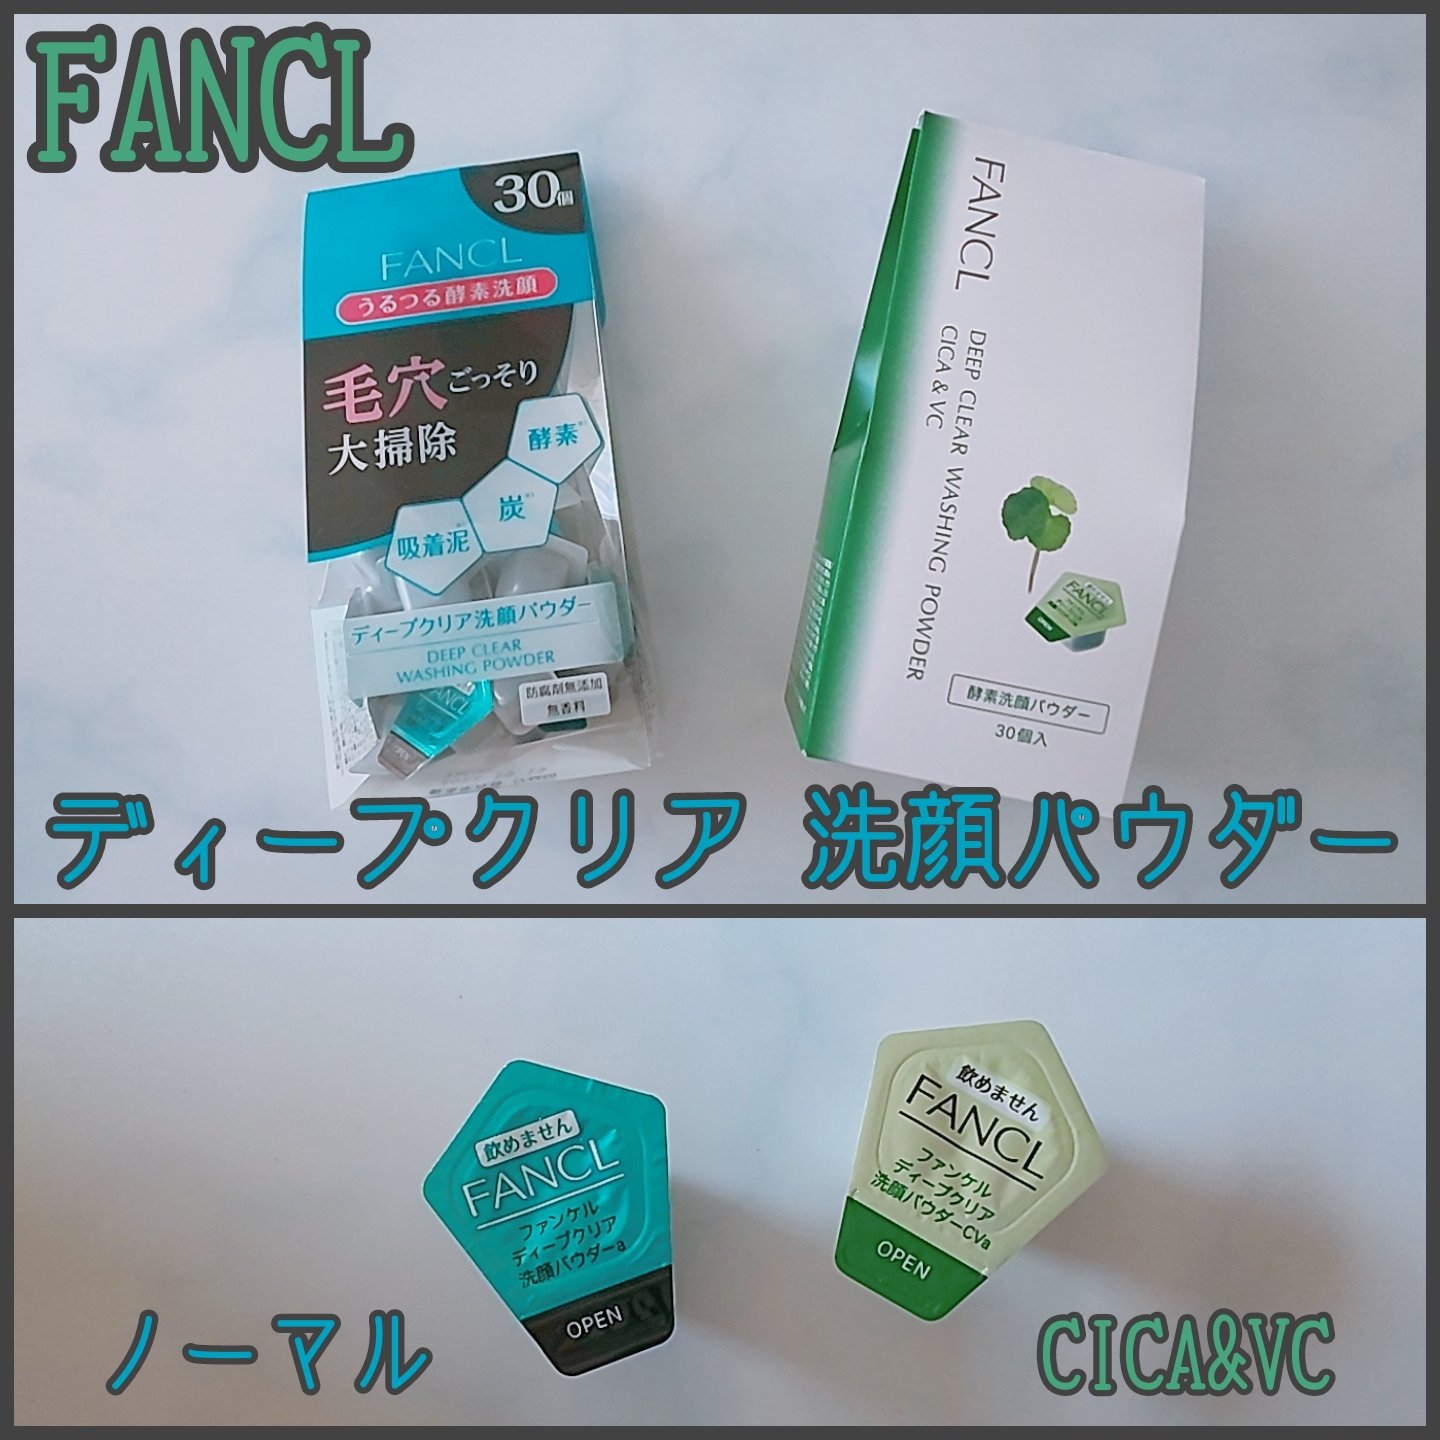 FANCL
30個
FANCL
うるつる酵素洗顔
毛穴ごっそり
大掃除
酵素
炭
吸着泥
ディープクリア洗顔パウダー
DEEP CLEAR
WASHING POWDER
防腐剤無添加
無香料
FANCL
OPEN
FANCL
DEEP CLEAR WASHING POWDER
CICA & VC
FANCL
OPEN
酵素洗顔パウダー
30個入
ディープクリア 洗顔パウダー
飲めません
FANCL
ファンケル
ディープクリア
洗顔パウダーa
OPEN
飲めません
FANCL
ファンケル
ディープクリア
洗顔パウダーCVa
OPEN
ノーマル
CICA&VC